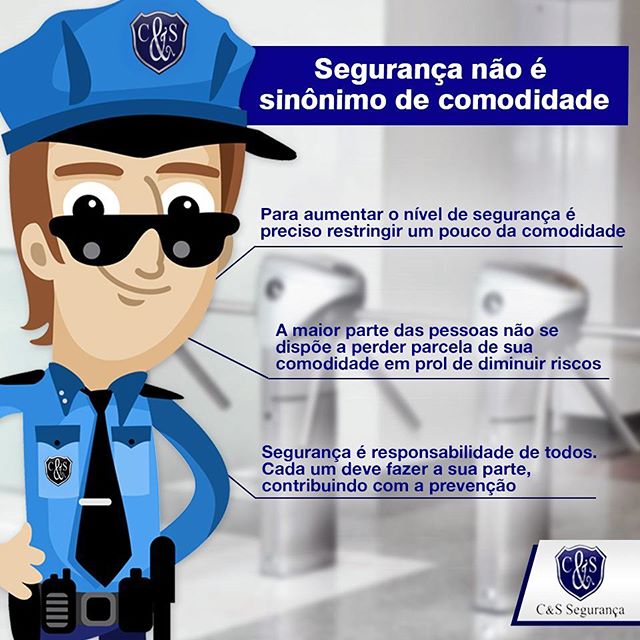 C&S
Segurança não é
sinônimo de comodidade
Para aumentar o nível de segurança é
preciso restringir um pouco da comodidade
A maior parte das pessoas não se
dispõe a perder parcela de sua
comodidade em prol de diminuir riscos
C&S
Segurança é responsabilidade de todos.
Cada um deve fazer a sua parte,
contribuindo com a prevenção
C&S
C&S Segurança